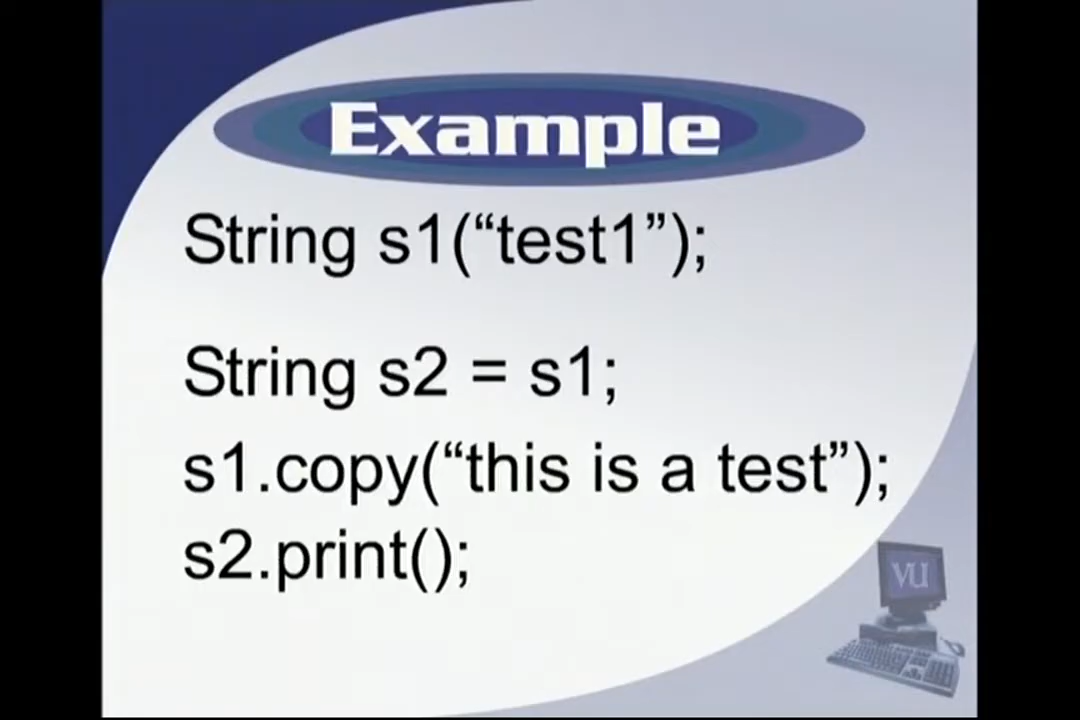 Example
String s1(“test1”);
String s2 = s1;
s1.copy(“this is a test”);
s2.print();
VU